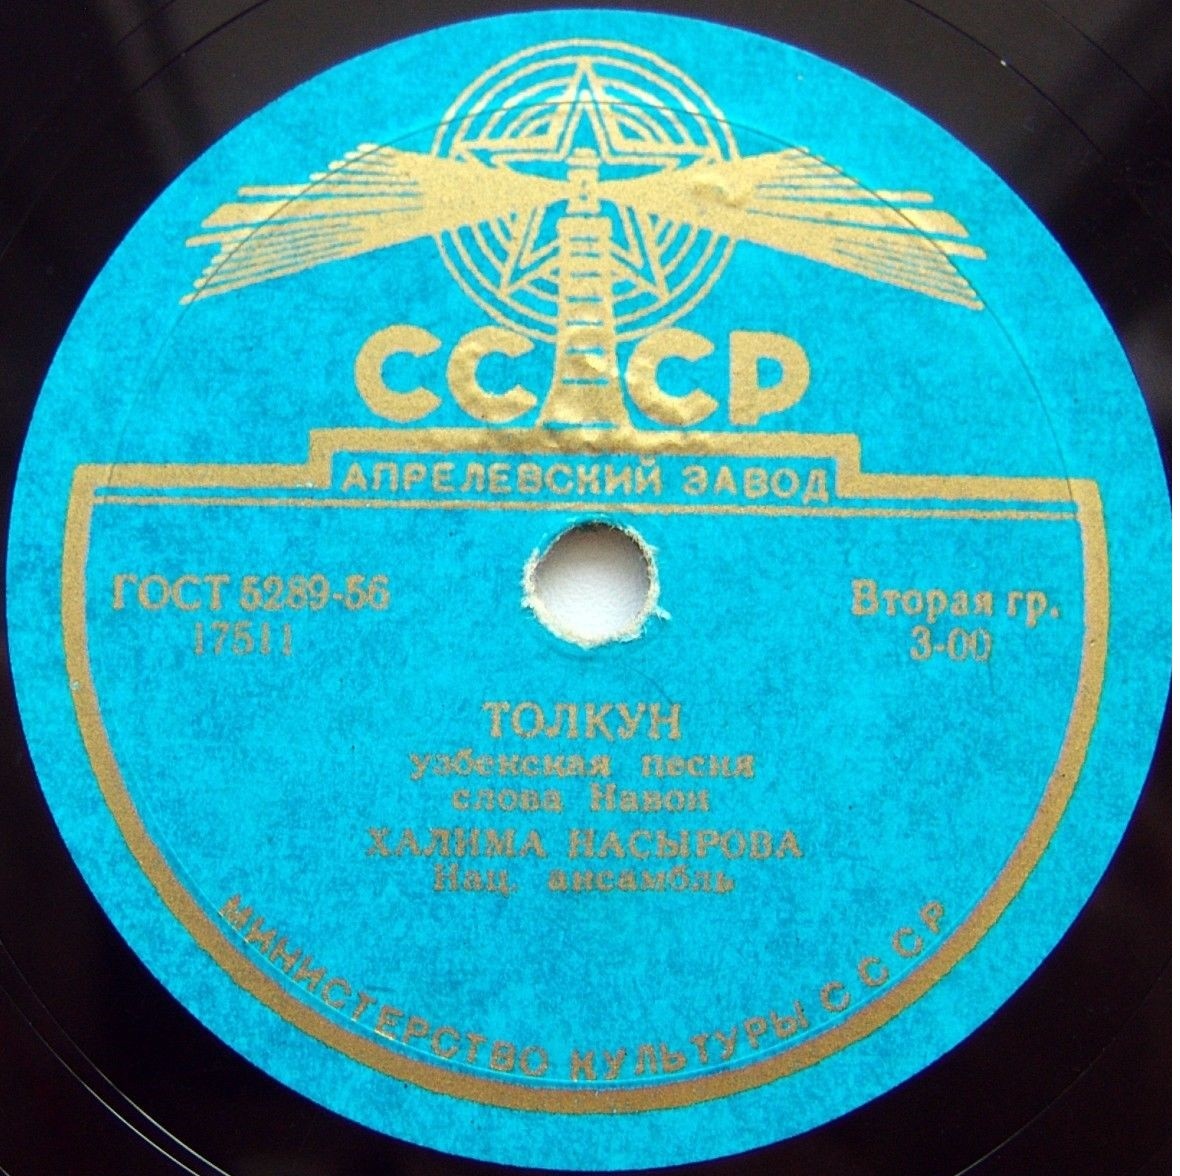 СССР
АПРЕЛЕВСКИЙ ЗАВОД
ГОСТ 5289-56
17511
Вторая гр.
3-00
ТОЛКУН
узбекская песня
слова Навои
ХАЛИМА НАСЫРОВА
Нац. ансамбль
МИНИСТЕРСТВО КУЛЬТУРЫ СССР